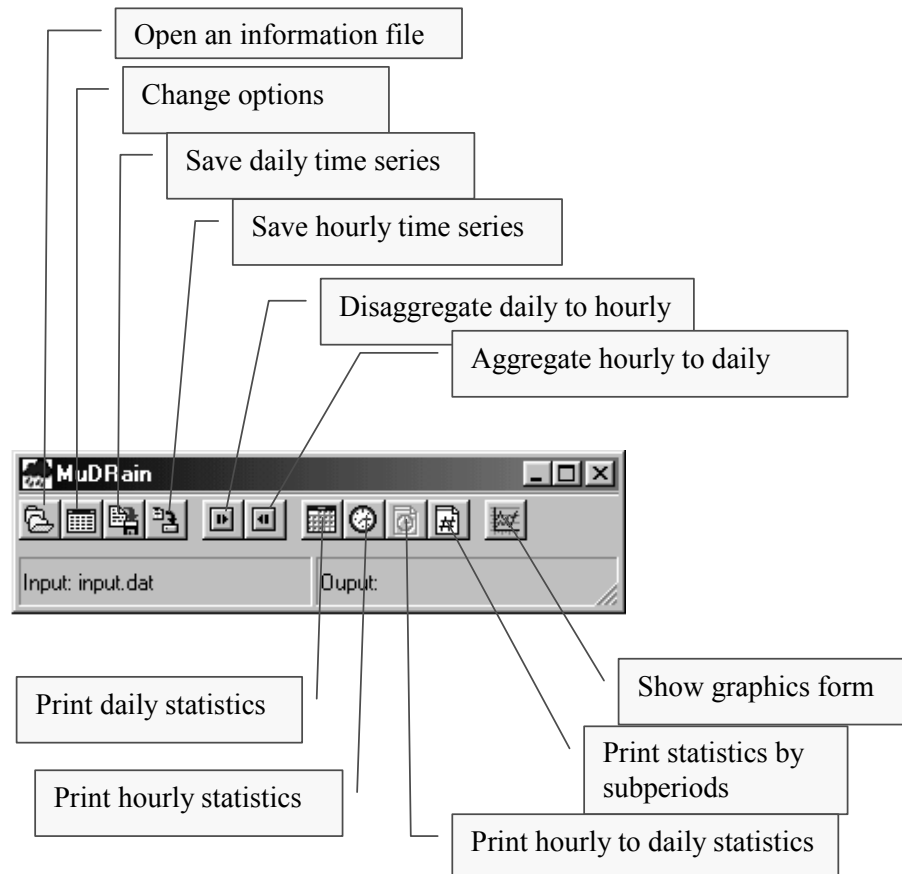 Open an information file
Change options
Save daily time series
Save hourly time series
Disaggregate daily to hourly
Aggregate hourly to daily
MuDRain
Input: input.dat
Ouput:
Show graphics form
Print daily statistics
Print statistics by
subperiods
Print hourly statistics
Print hourly to daily statistics